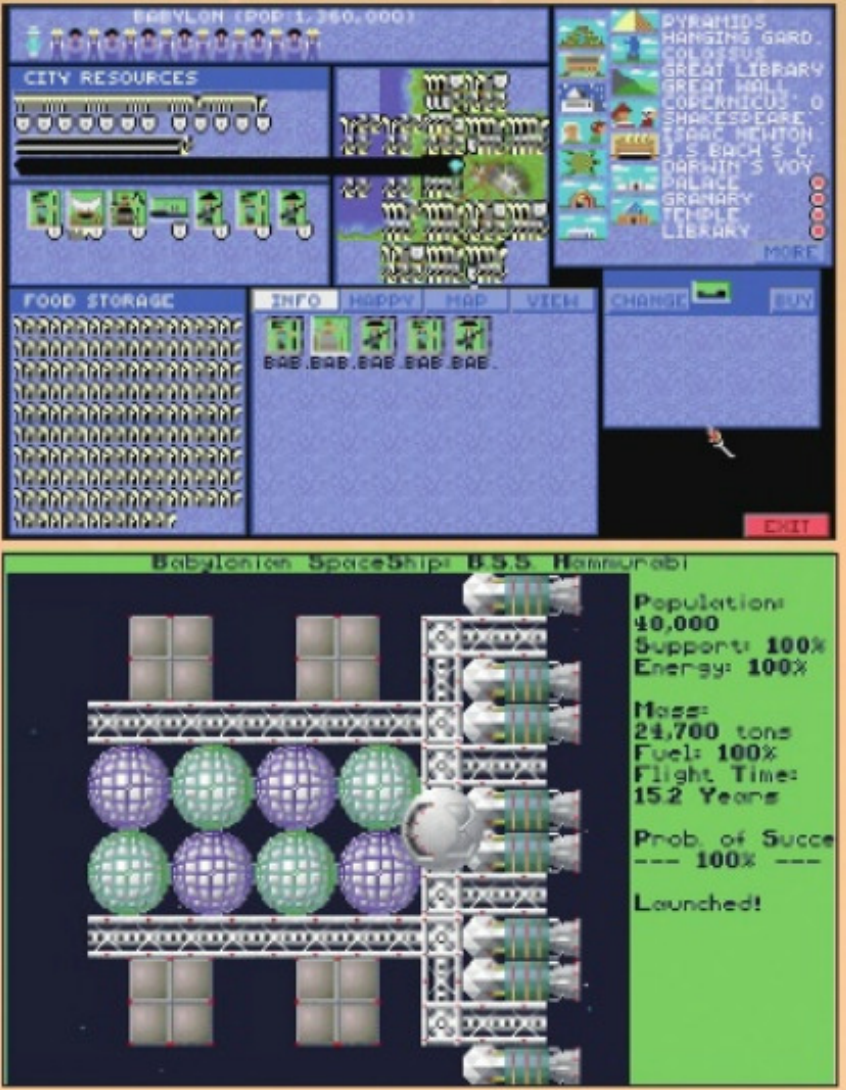 BABYLON (POP:1,360,000)
CITY RESOURCES
PYRAMIDS
HANGING GARD.
COLOSSUS
GREAT LIBRARY
GREAT WALL
COPERNICUS' O
SHAKESPEARE'
ISAAC NEWTON
J'S BACH'S C.
DARWIN'S VOY
PALACE
GRANARY
TEMPLE
LIBRARY
MORE
FOOD STORAGE
INFO HAPPY MAP VIEW
CHANGE BUY
BAB. BAB. BAB. BAB. BAB.
EXIT
Babylonian SpaceShip: B.S.S. Hammurabi
Population:
40,000
Support: 100%
Energy: 100%
Mass:
24,700 tons
Fuel: 100%
Flight Time:
15.2 Years
Prob. of Succe
--- 100% ---
Launched!